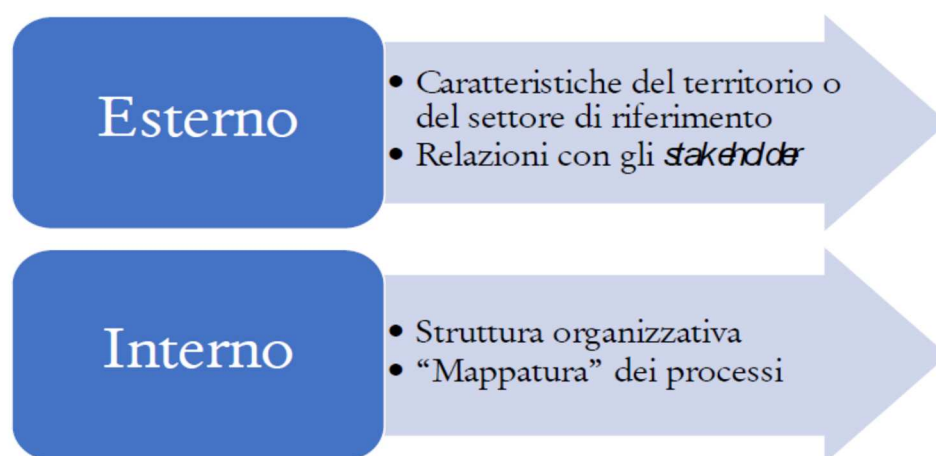 Esterno
• Caratteristiche del territorio o
del settore di riferimento
• Relazioni con gli stakeholder
Interno
• Struttura organizzativa
• “Mappatura” dei processi